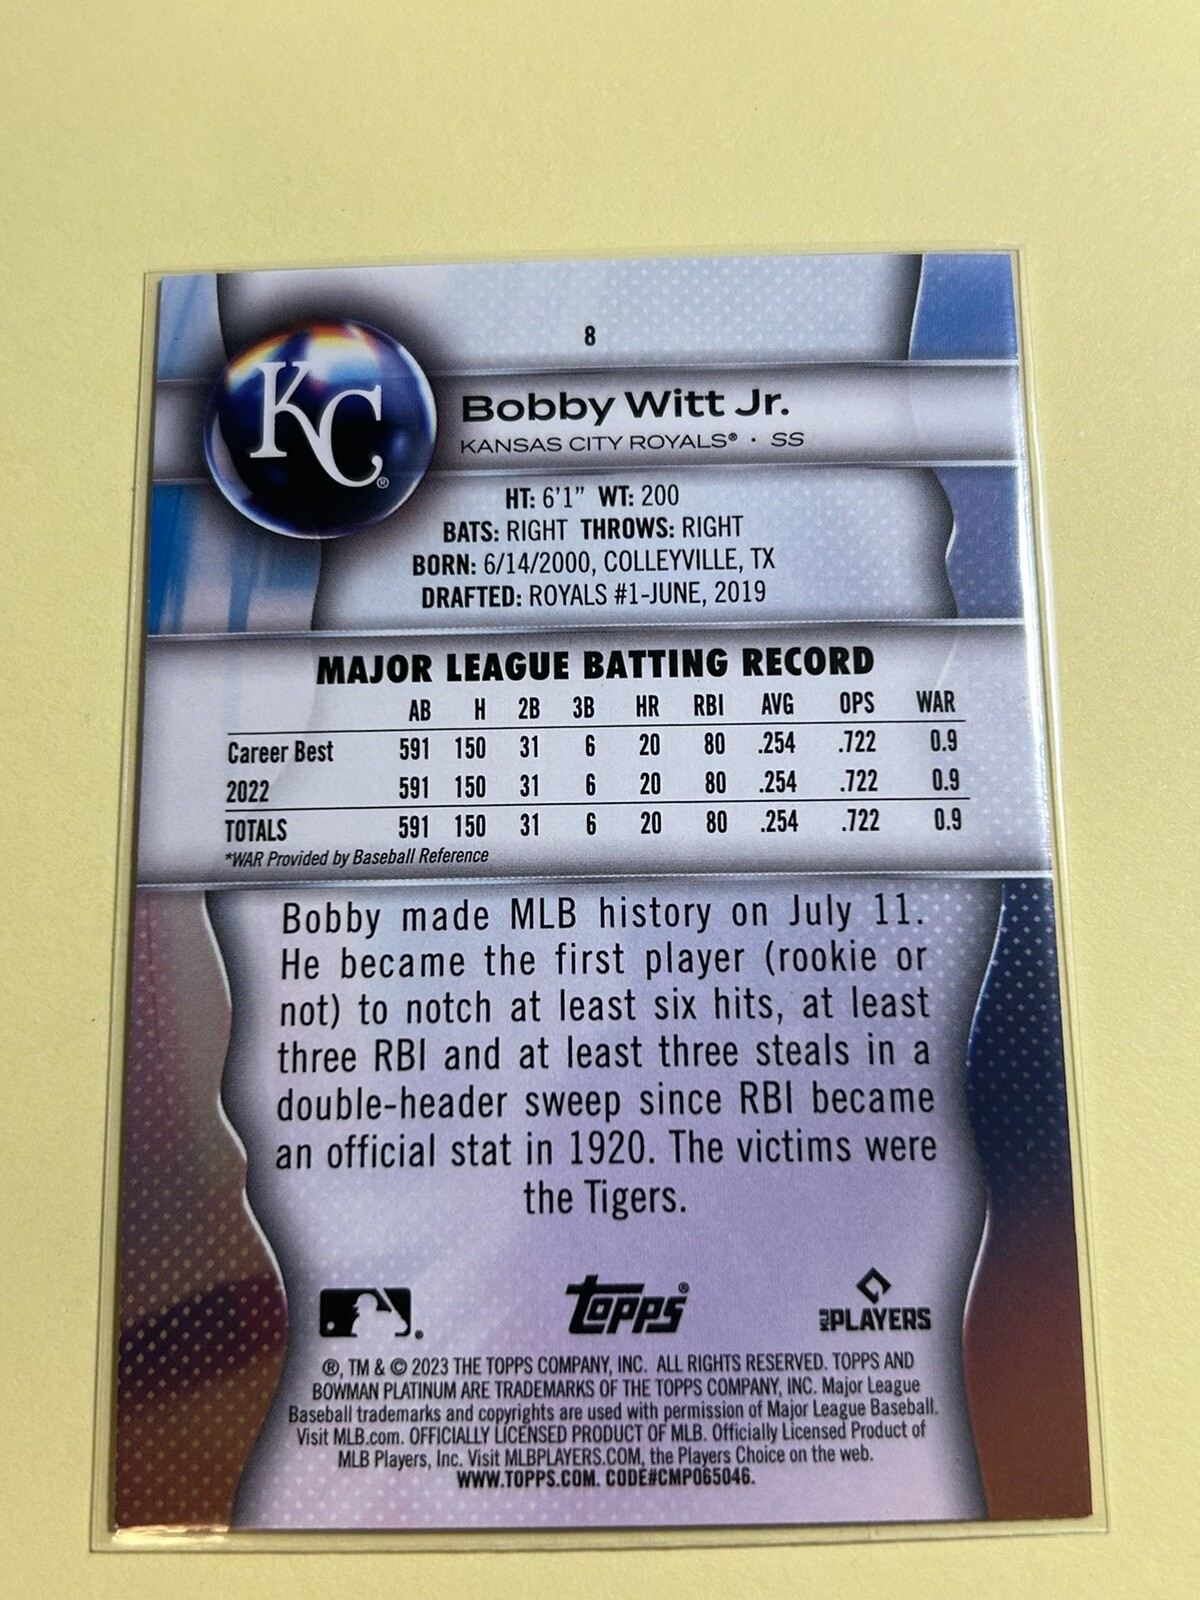 8
KC®
Bobby Witt Jr.
KANSAS CITY ROYALS® · SS
HT: 6'1" WT: 200
BATS: RIGHT THROWS: RIGHT
BORN: 6/14/2000, COLLEYVILLE, TX
DRAFTED: ROYALS #1-JUNE, 2019
MAJOR LEAGUE BATTING RECORD
AB H 2B 3B HR RBI AVG OPS WAR
Career Best 591 150 31 6 20 80 .254 .722 0.9
2022 591 150 31 6 20 80 .254 .722 0.9
TOTALS 591 150 31 6 20 80 .254 .722 0.9
*WAR Provided by Baseball Reference
Bobby made MLB history on July 11.
He became the first player (rookie or
not) to notch at least six hits, at least
three RBI and at least three steals in a
double-header sweep since RBI became
an official stat in 1920. The victims were
the Tigers.
® topps® MLB PLAYERS
®, TM & © 2023 THE TOPPS COMPANY, INC. ALL RIGHTS RESERVED. TOPPS AND
BOWMAN PLATINUM ARE TRADEMARKS OF THE TOPPS COMPANY, INC. Major League
Baseball trademarks and copyrights are used with permission of Major League Baseball.
Visit MLB.com. OFFICIALLY LICENSED PRODUCT OF MLB. Officially Licensed Product of
MLB Players, Inc. Visit MLBPLAYERS.COM, the Players Choice on the web.
WWW.TOPPS.COM. CODE#CMP065046.